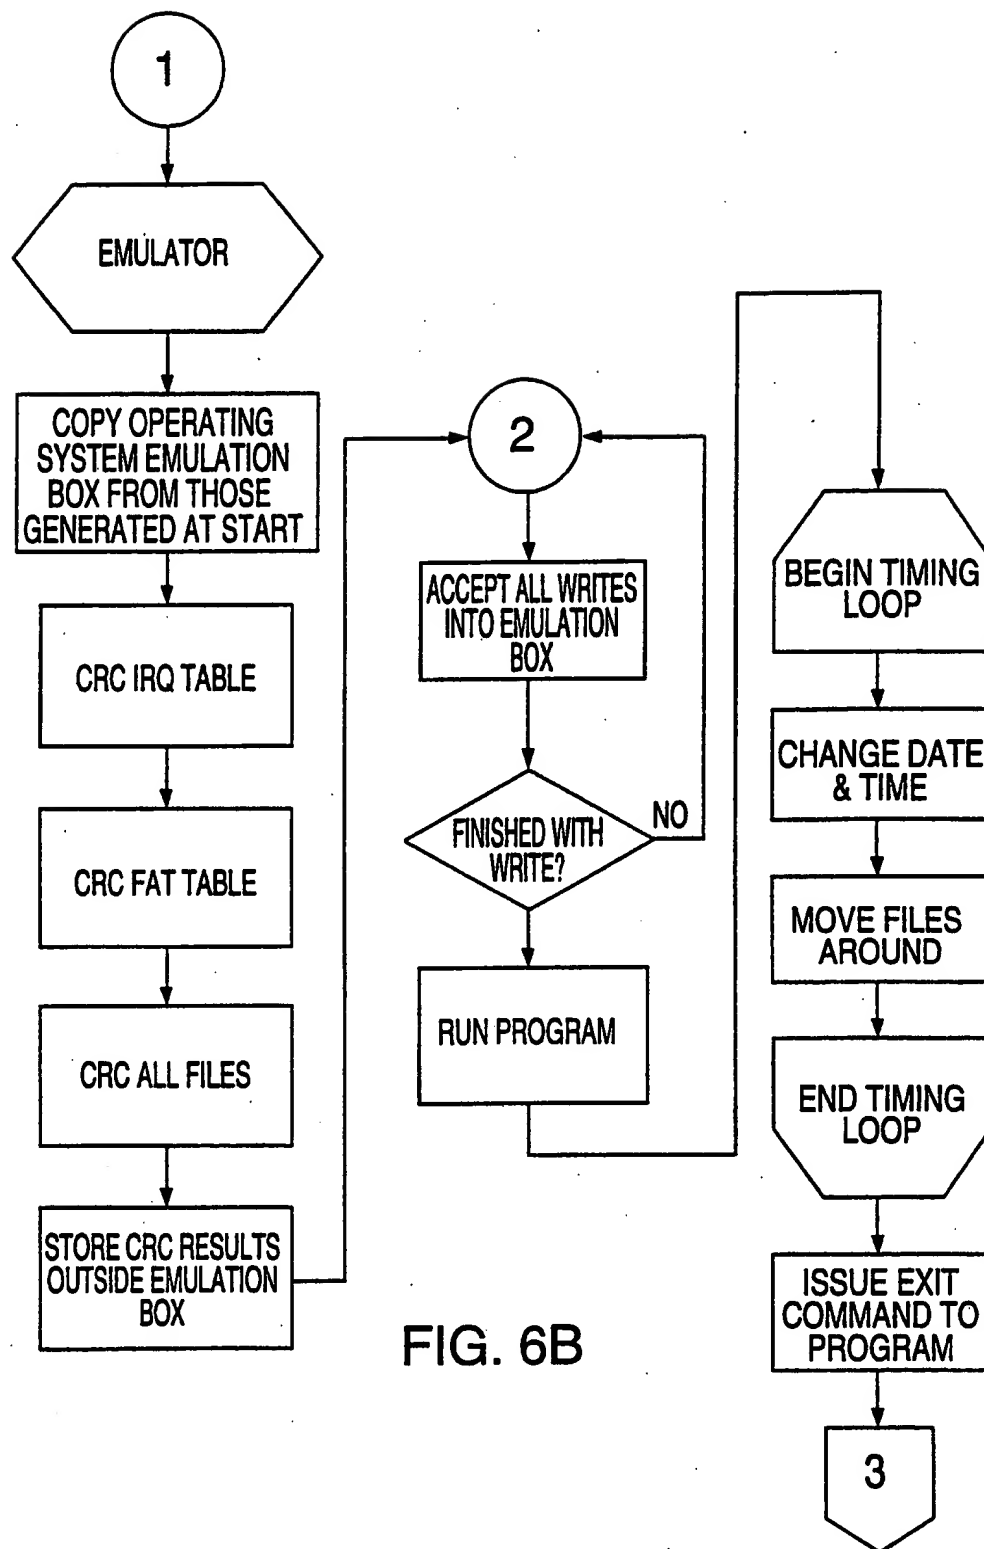 1
EMULATOR
COPY OPERATING
SYSTEM EMULATION
BOX FROM THOSE
GENERATED AT START
CRC IRQ TABLE
CRC FAT TABLE
CRC ALL FILES
STORE CRC RESULTS
OUTSIDE EMULATION
BOX
2
ACCEPT ALL WRITES
INTO EMULATION
BOX
FINISHED WITH
WRITE?
NO
RUN PROGRAM
BEGIN TIMING
LOOP
CHANGE DATE
& TIME
MOVE FILES
AROUND
END TIMING
LOOP
ISSUE EXIT
COMMAND TO
PROGRAM
3
FIG. 6B